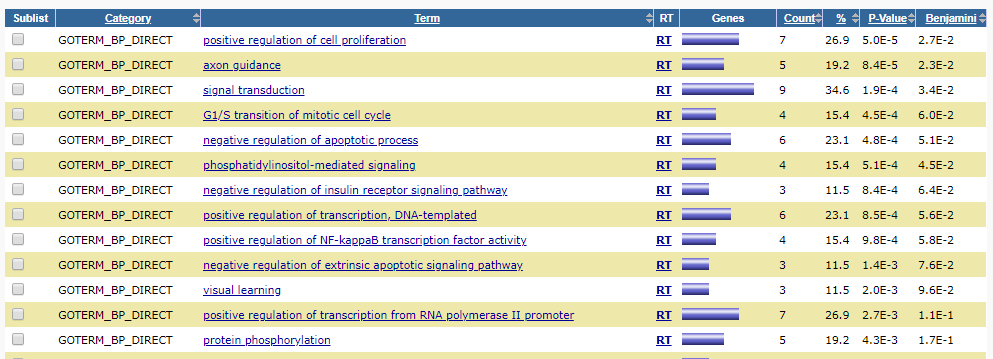 Sublist Category Term RT Genes Count % P-Value Benjamini
GOTERM_BP_DIRECT positive regulation of cell proliferation RT 7 26.9 5.0E-5 2.7E-2
GOTERM_BP_DIRECT axon guidance RT 5 19.2 8.4E-5 2.3E-2
GOTERM_BP_DIRECT signal transduction RT 9 34.6 1.9E-4 3.4E-2
GOTERM_BP_DIRECT G1/S transition of mitotic cell cycle RT 4 15.4 4.5E-4 6.0E-2
GOTERM_BP_DIRECT negative regulation of apoptotic process RT 6 23.1 4.8E-4 5.1E-2
GOTERM_BP_DIRECT phosphatidylinositol-mediated signaling RT 4 15.4 5.1E-4 4.5E-2
GOTERM_BP_DIRECT negative regulation of insulin receptor signaling pathway RT 3 11.5 8.4E-4 6.4E-2
GOTERM_BP_DIRECT positive regulation of transcription, DNA-templated RT 6 23.1 8.5E-4 5.6E-2
GOTERM_BP_DIRECT positive regulation of NF-kappaB transcription factor activity RT 4 15.4 9.8E-4 5.8E-2
GOTERM_BP_DIRECT negative regulation of extrinsic apoptotic signaling pathway RT 3 11.5 1.4E-3 7.6E-2
GOTERM_BP_DIRECT visual learning RT 3 11.5 2.0E-3 9.6E-2
GOTERM_BP_DIRECT positive regulation of transcription from RNA polymerase II promoter RT 7 26.9 2.7E-3 1.1E-1
GOTERM_BP_DIRECT protein phosphorylation RT 5 19.2 4.3E-3 1.7E-1